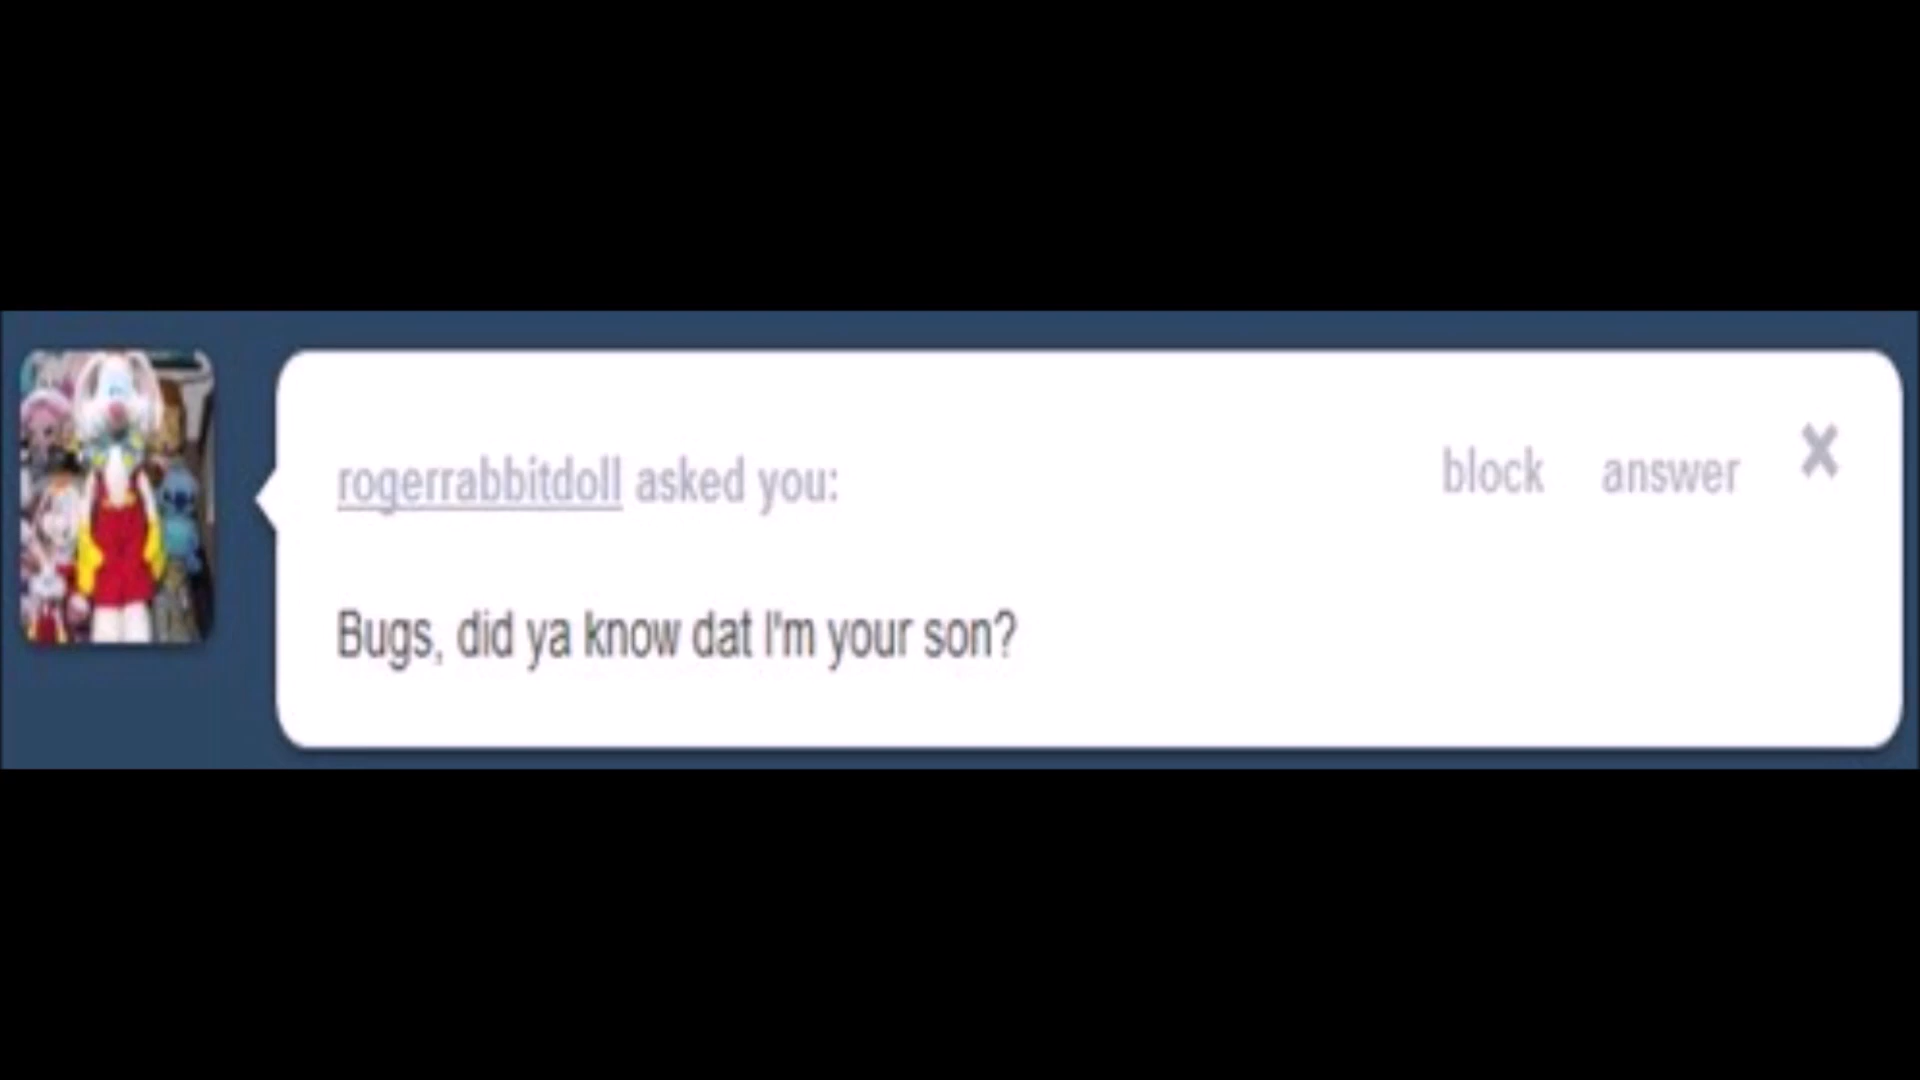 rogerrabbitdoll asked you:
block answer
Bugs, did ya know dat I'm your son?